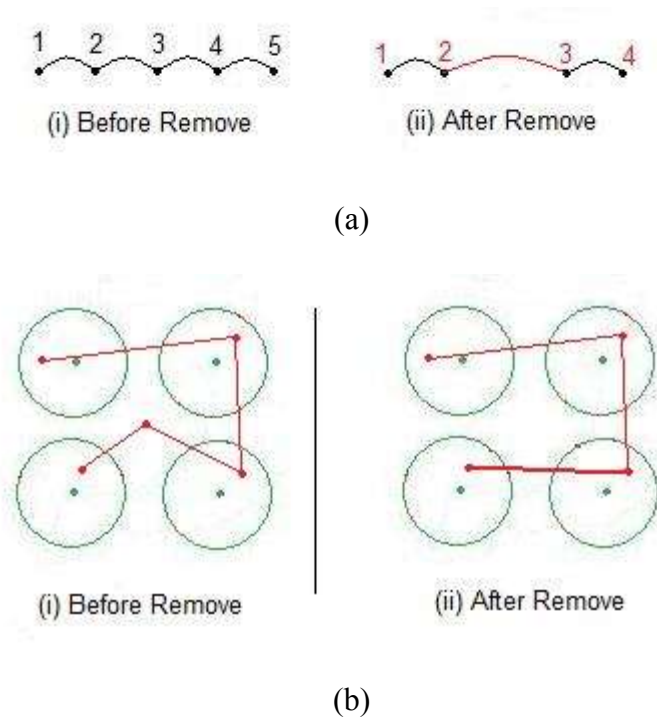 1 2 3 4 5
1 2 3 4
(i) Before Remove
(ii) After Remove
(a)
(i) Before Remove
(ii) After Remove
(b)